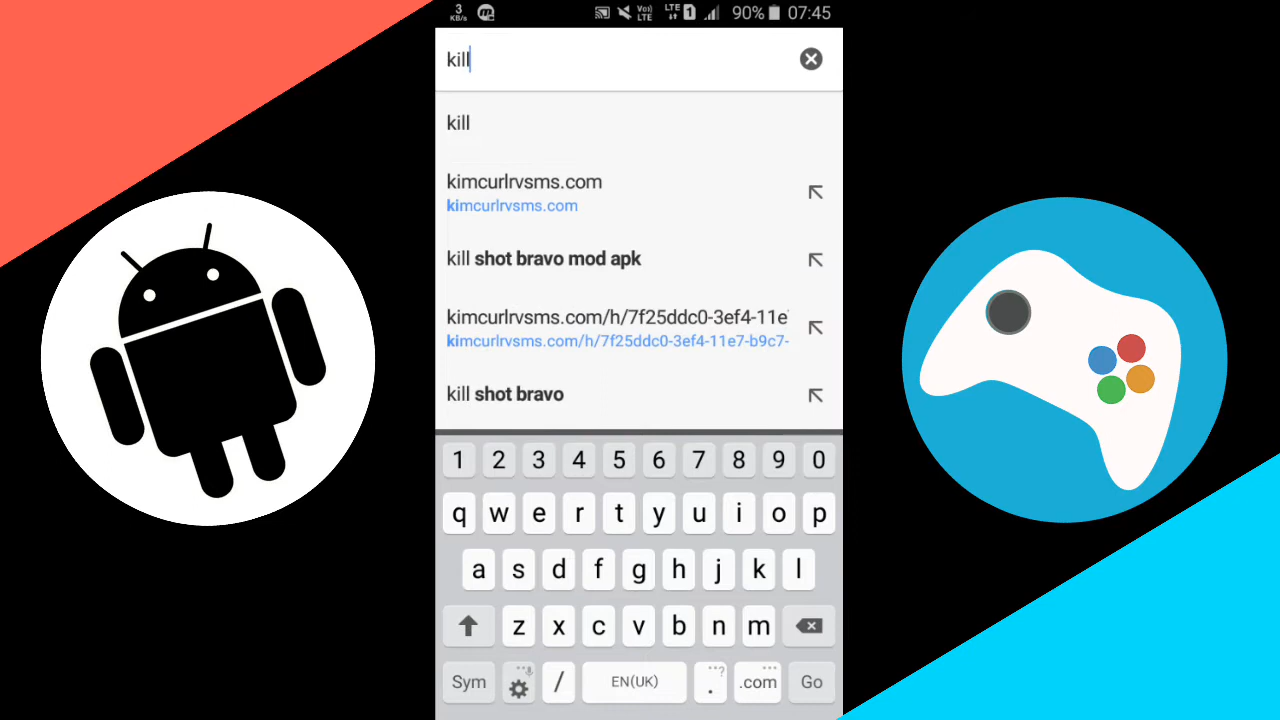 3
KB/s
Vo)
LTE
LTE
1
90%
07:45
kill
kill
kimcurlrvsms.com
kimcurlrvsms.com
kill shot bravo mod apk
kimcurlrvsms.com/h/7f25ddc0-3ef4-11e
kimcurlrvsms.com/h/7f25ddc0-3ef4-11e7-b9c7-
kill shot bravo
1 2 3 4 5 6 7 8 9 0
q w e r t y u i o p
a s d f g h j k l
z x c v b n m
Sym / EN(UK) . ...? .com Go